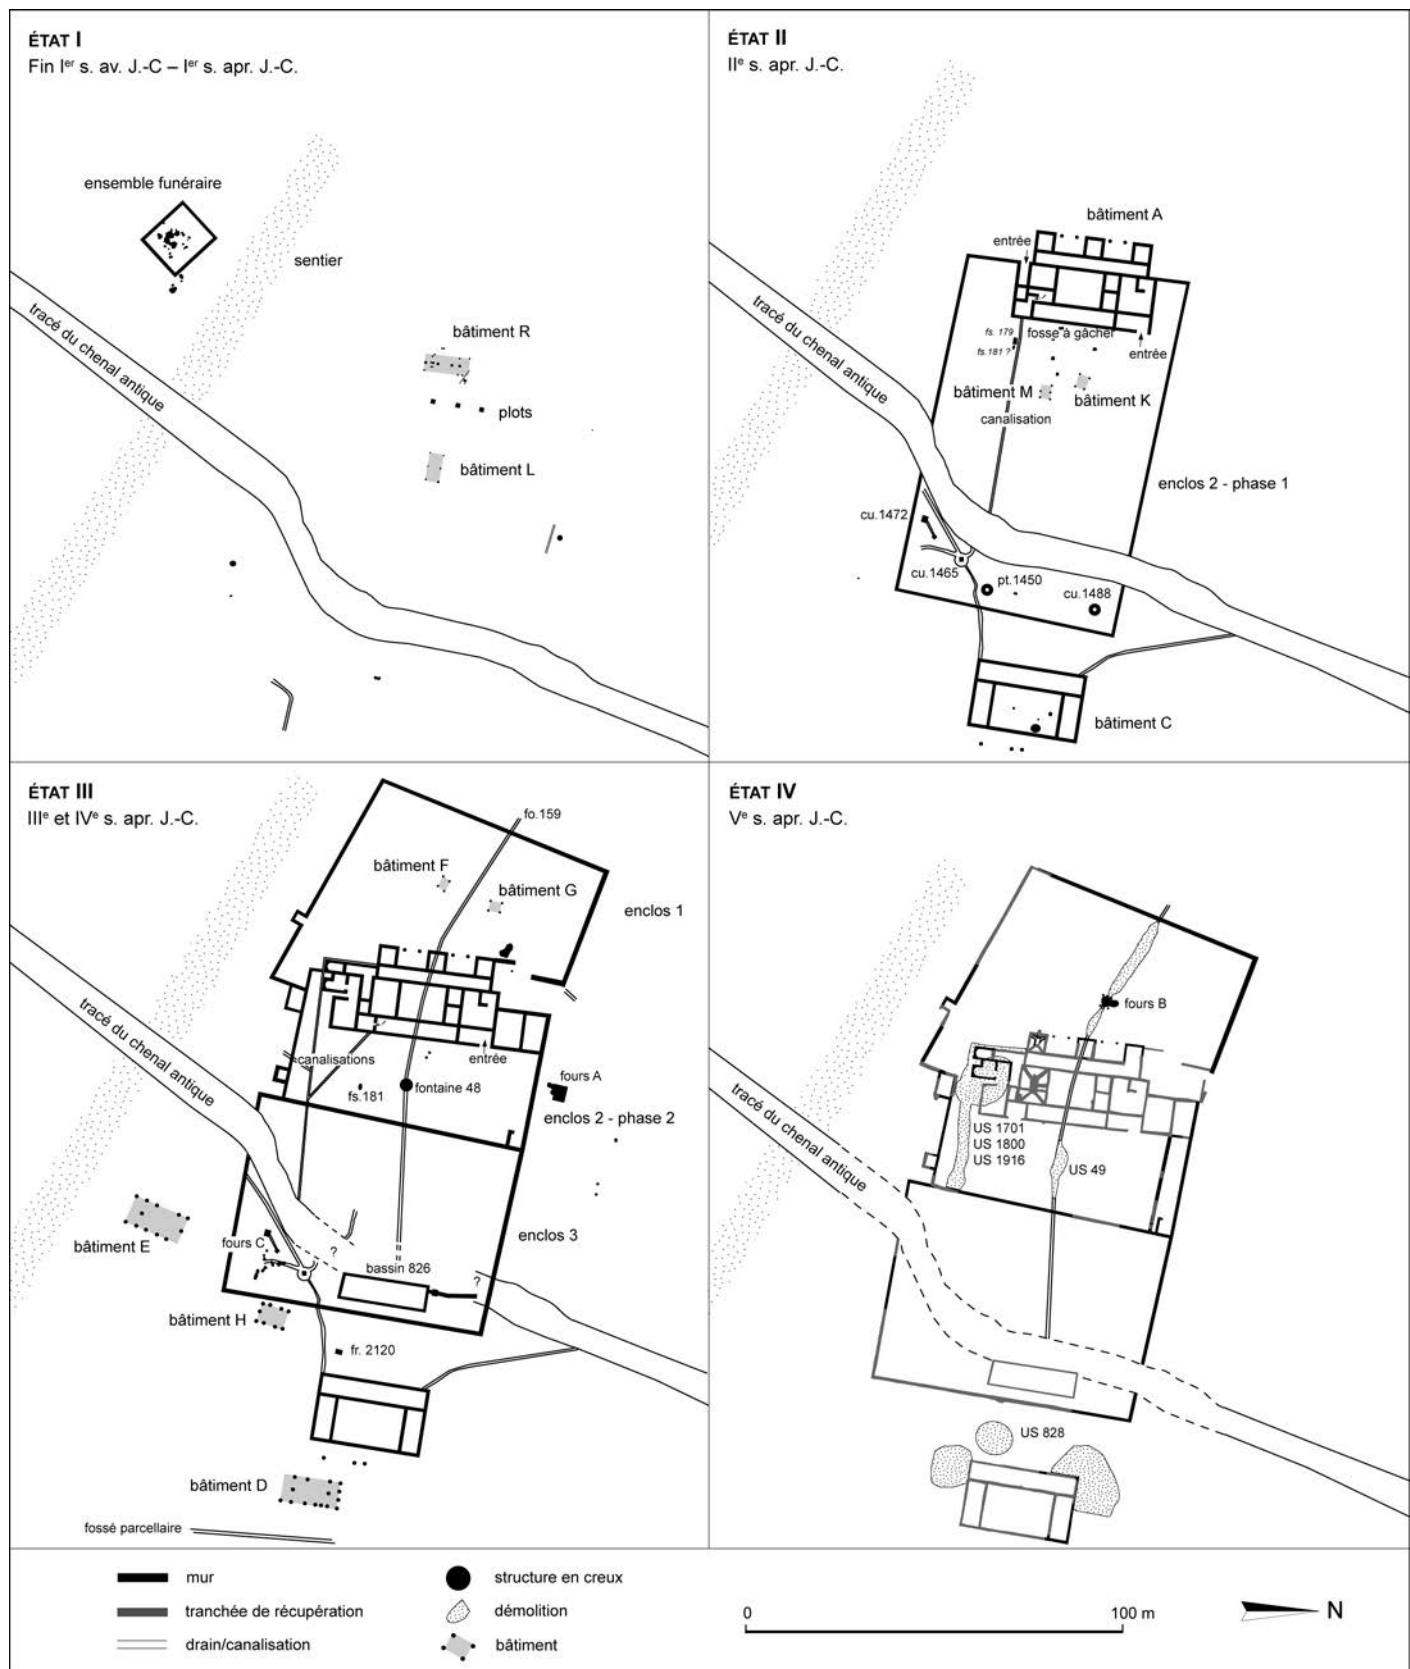 ÉTAT I
Fin Ier s. av. J.-C – Ier s. apr. J.-C.
ensemble funéraire
sentier
tracé du chenal antique
bâtiment R
plots
bâtiment L
ÉTAT II
IIe s. apr. J.-C.
bâtiment A
entrée
tracé du chenal antique
fs. 179
fosse à gâcher
fs.181 ?
entrée
bâtiment M
bâtiment K
canalisation
enclos 2 - phase 1
cu.1472
cu.1465
pt.1450
cu.1488
bâtiment C
ÉTAT III
IIIe et IVe s. apr. J.-C.
fo.159
bâtiment F
bâtiment G
enclos 1
tracé du chenal antique
canalisations
entrée
fours A
fs.181
fontaine 48
enclos 2 - phase 2
bâtiment E
fours C
?
enclos 3
bassin 826
?
bâtiment H
fr. 2120
bâtiment D
fossé parcellaire
ÉTAT IV
Ve s. apr. J.-C.
fours B
tracé du chenal antique
US 1701
US 1800
US 1916
US 49
US 828
mur
tranchée de récupération
drain/canalisation
structure en creux
démolition
bâtiment
0
100 m
N